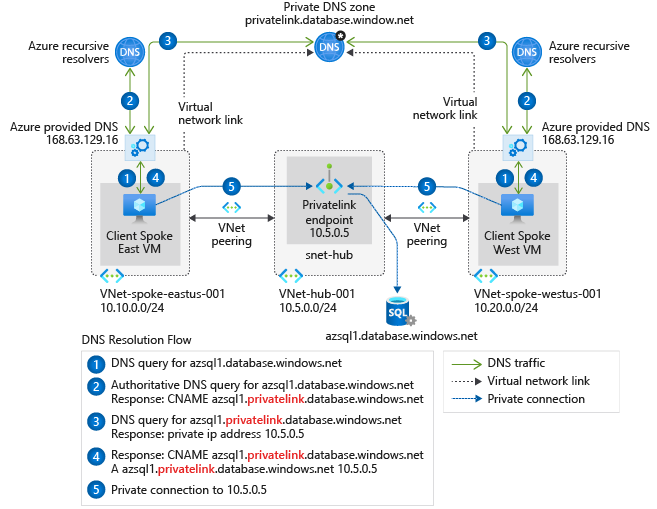 Private DNS zone
privatelink.database.window.net
Azure recursive
resolvers
DNS
3
DNS
*
3
DNS
Azure recursive
resolvers
2
Virtual
network link
Virtual
network link
2
Azure provided DNS
168.63.129.16
Azure provided DNS
168.63.129.16
1
4
5
5
1
4
Client Spoke
East VM
VNet
peering
Privatelink
endpoint
10.5.0.5
snet-hub
VNet
peering
Client Spoke
West VM
VNet-spoke-eastus-001
10.10.0.0/24
VNet-hub-001
10.5.0.0/24
VNet-spoke-westus-001
10.20.0.0/24
SQL
azsql1.database.windows.net
DNS Resolution Flow
1 DNS query for azsql1.database.windows.net
2 Authoritative DNS query for azsql1.database.windows.net
Response: CNAME azsql1.privatelink.database.windows.net
3 DNS query for azsql1.privatelink.database.windows.net
Response: private ip address 10.5.0.5
4 Response: CNAME azsql1.privatelink.database.windows.net
A azsql1.privatelink.database.windows.net 10.5.0.5
5 Private connection to 10.5.0.5
DNS traffic
Virtual network link
Private connection